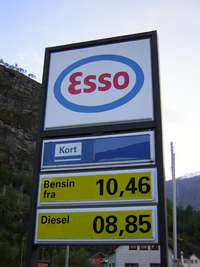 Esso
Kort
Bensin 10,46
fra
Diesel 08,85